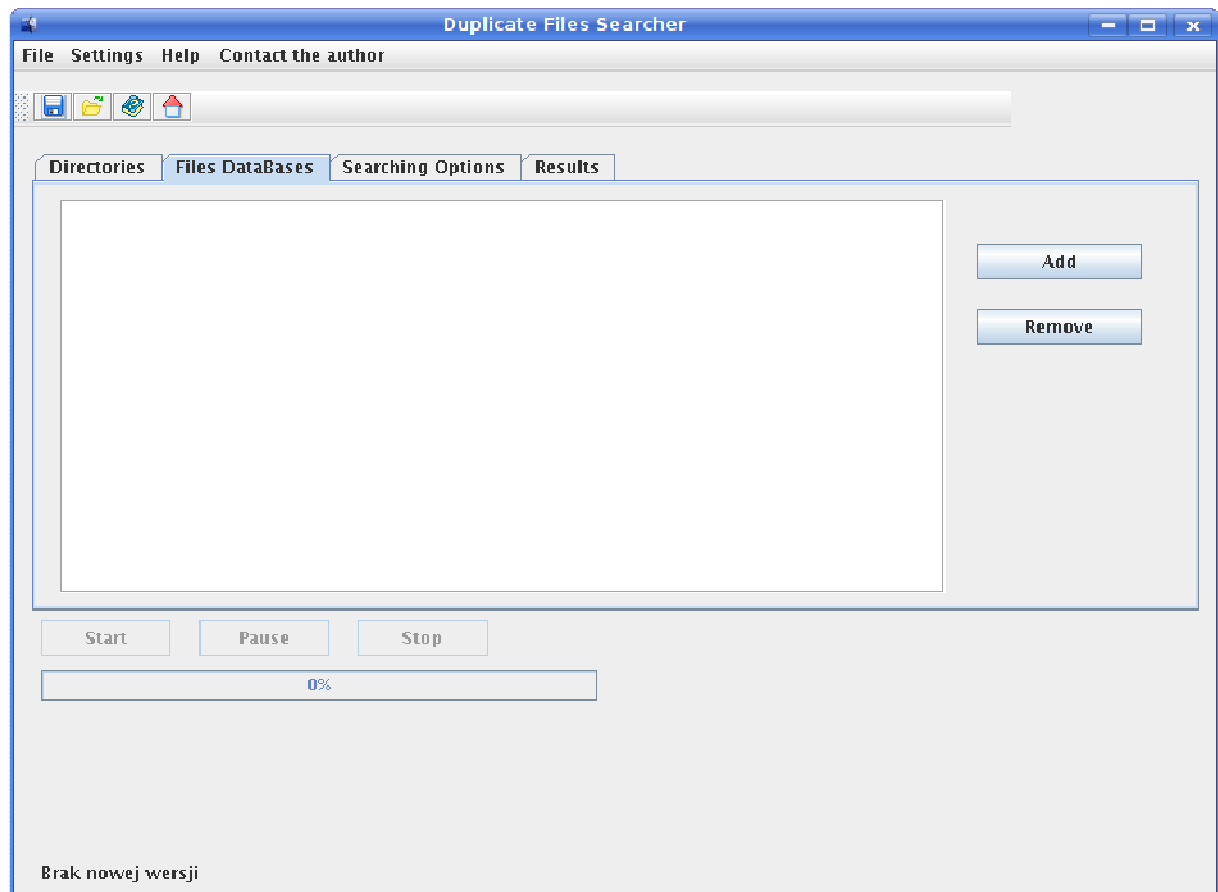 Duplicate Files Searcher
File Settings Help Contact the author
Directories Files DataBases Searching Options Results
Add
Remove
Start Pause Stop
0%
Brak nowej wersji